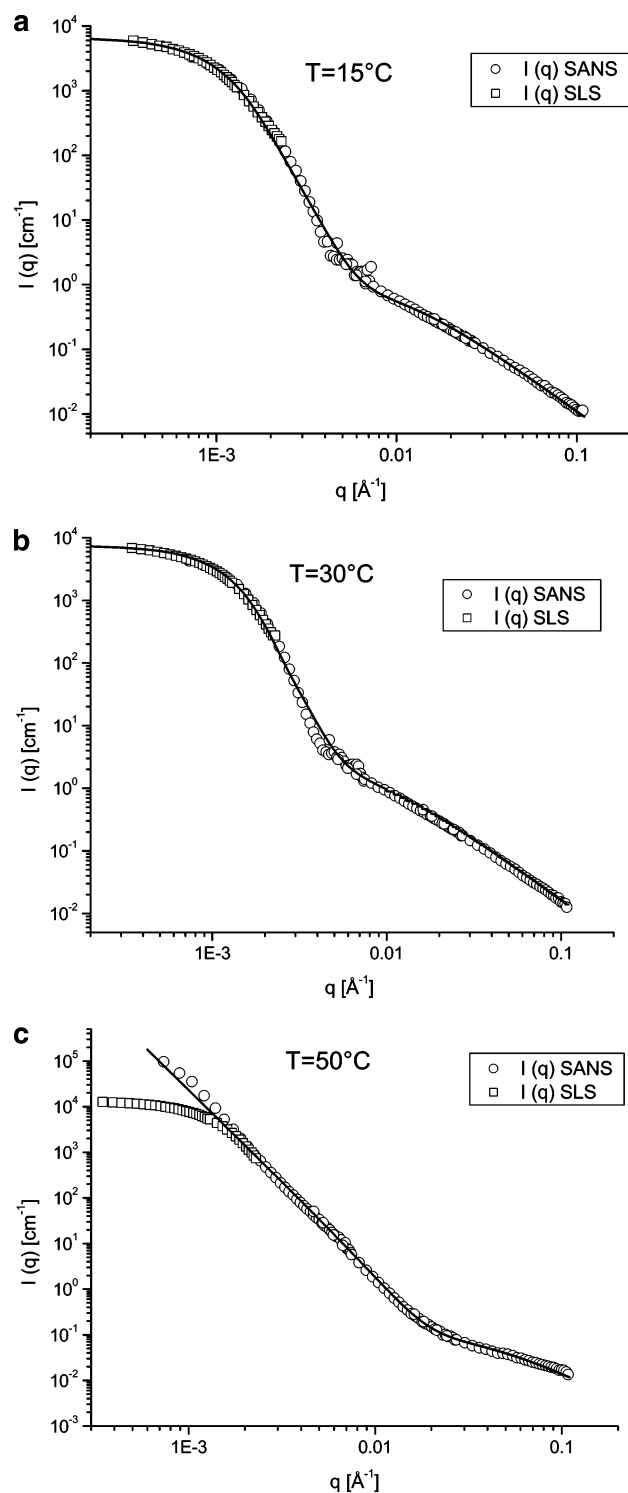 a
T=15°C
I (q) SANS
I (q) SLS
10⁴
10³
10²
10¹
10⁰
10⁻¹
10⁻²
I (q) [cm⁻¹]
1E-3
0.01
0.1
q [Å⁻¹]
b
T=30°C
I (q) SANS
I (q) SLS
10⁴
10³
10²
10¹
10⁰
10⁻¹
10⁻²
I (q) [cm⁻¹]
1E-3
0.01
0.1
q [Å⁻¹]
c
T=50°C
I (q) SANS
I (q) SLS
10⁵
10⁴
10³
10²
10¹
10⁰
10⁻¹
10⁻²
10⁻³
I (q) [cm⁻¹]
1E-3
0.01
0.1
q [Å⁻¹]